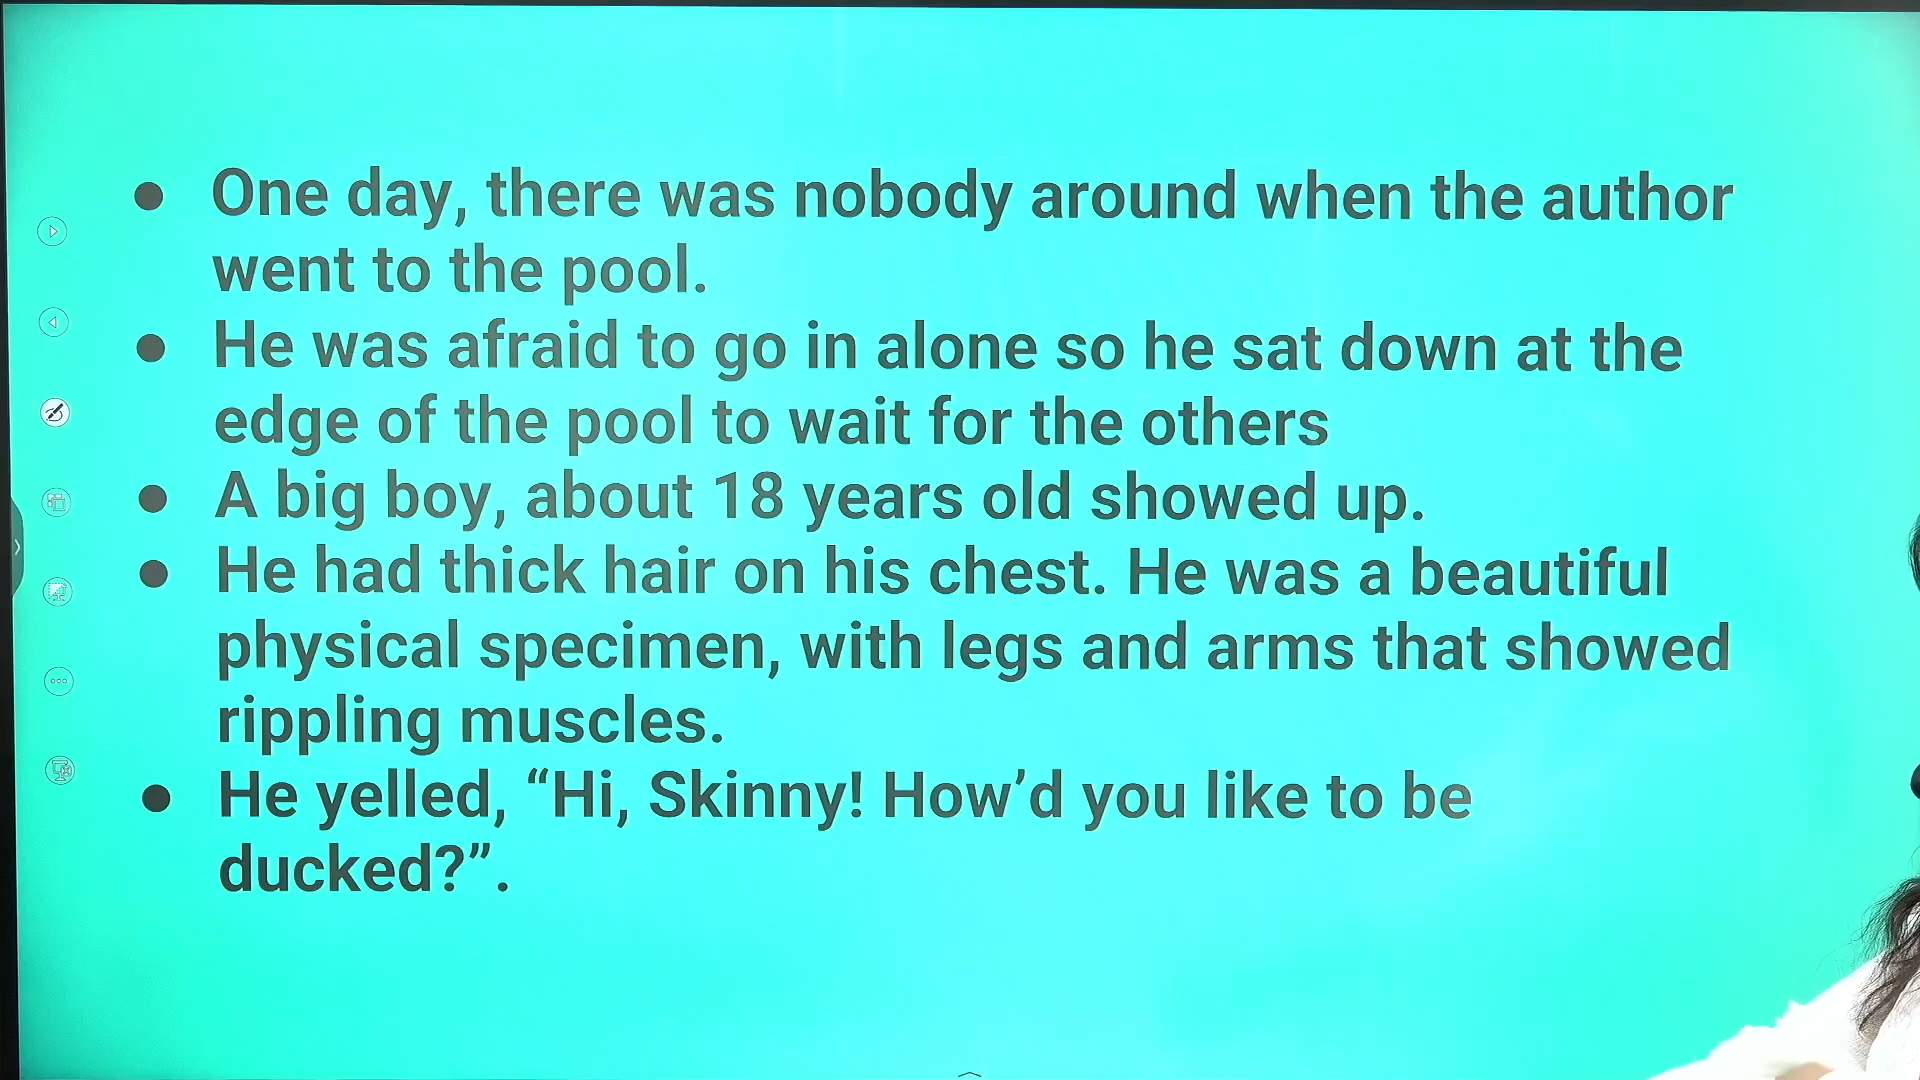 ● One day, there was nobody around when the author
went to the pool.
● He was afraid to go in alone so he sat down at the
edge of the pool to wait for the others
● A big boy, about 18 years old showed up.
● He had thick hair on his chest. He was a beautiful
physical specimen, with legs and arms that showed
rippling muscles.
● He yelled, “Hi, Skinny! How’d you like to be
ducked?”.